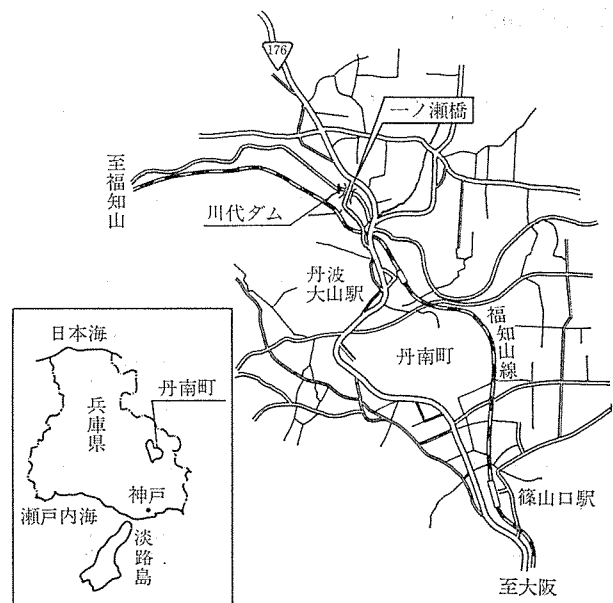 176
一ノ瀬橋
至福知山
川代ダム
丹波
大山駅
福知山線
丹南町
篠山口駅
至大阪
日本海
丹南町
兵庫県
神戸
瀬戸内海
淡路島